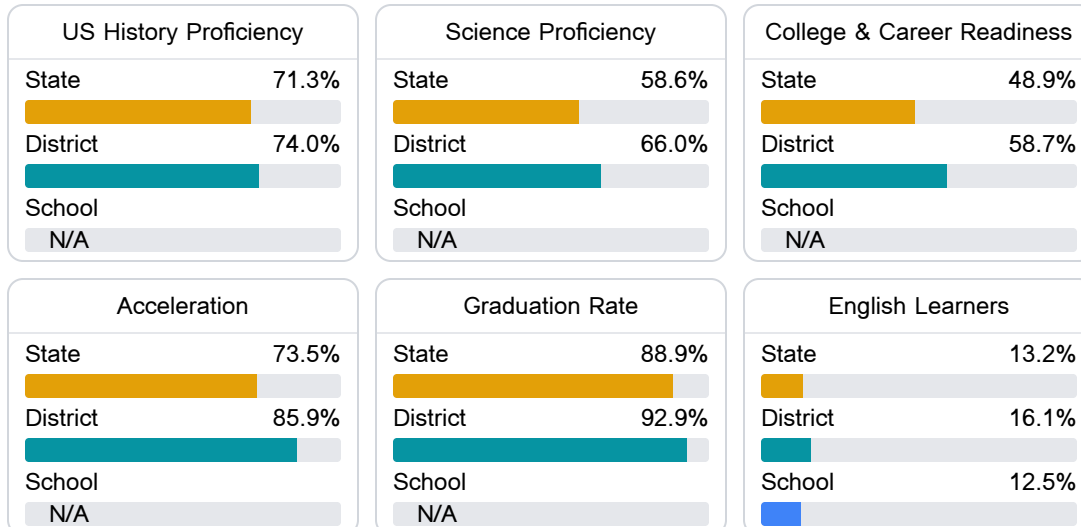 US History Proficiency
State 71.3%
District 74.0%
School
N/A
Science Proficiency
State 58.6%
District 66.0%
School
N/A
College & Career Readiness
State 48.9%
District 58.7%
School
N/A
Acceleration
State 73.5%
District 85.9%
School
N/A
Graduation Rate
State 88.9%
District 92.9%
School
N/A
English Learners
State 13.2%
District 16.1%
School 12.5%